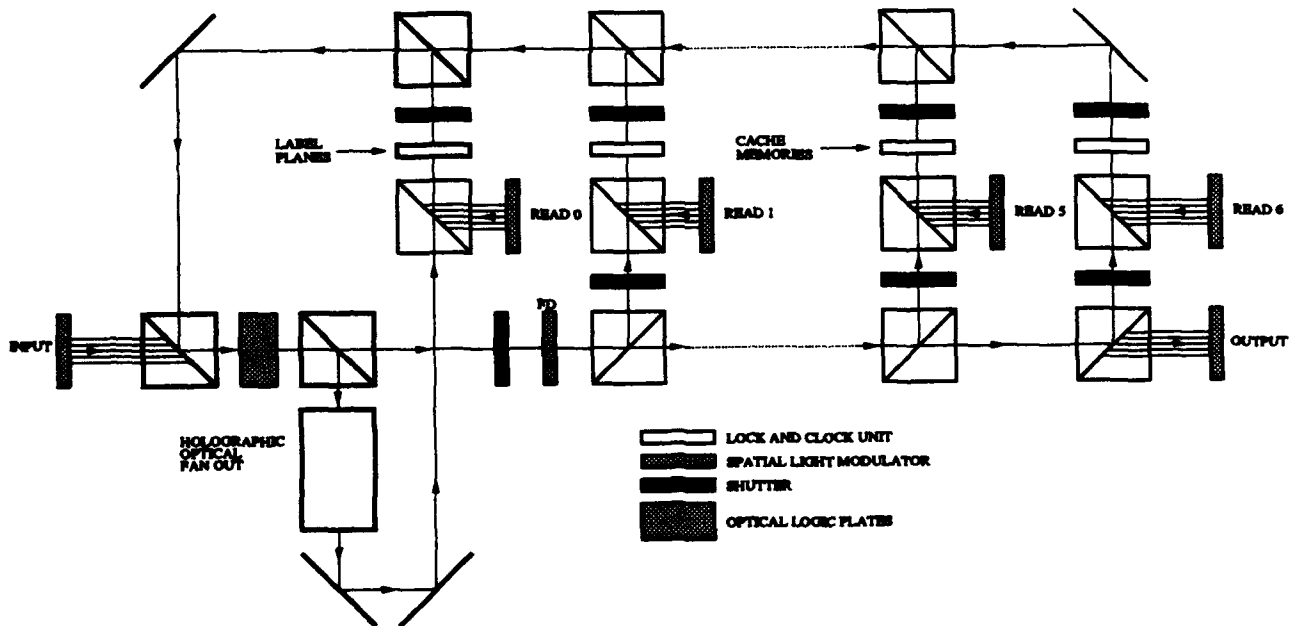 LABEL
PLANES
CACHE
MEMORIES
READ 0
READ 1
READ 5
READ 6
INPUT
FD
OUTPUT
HOLOGRAPHIC
OPTICAL
FAN OUT
LOCK AND CLOCK UNIT
SPATIAL LIGHT MODULATOR
SHUTTER
OPTICAL LOGIC PLATES